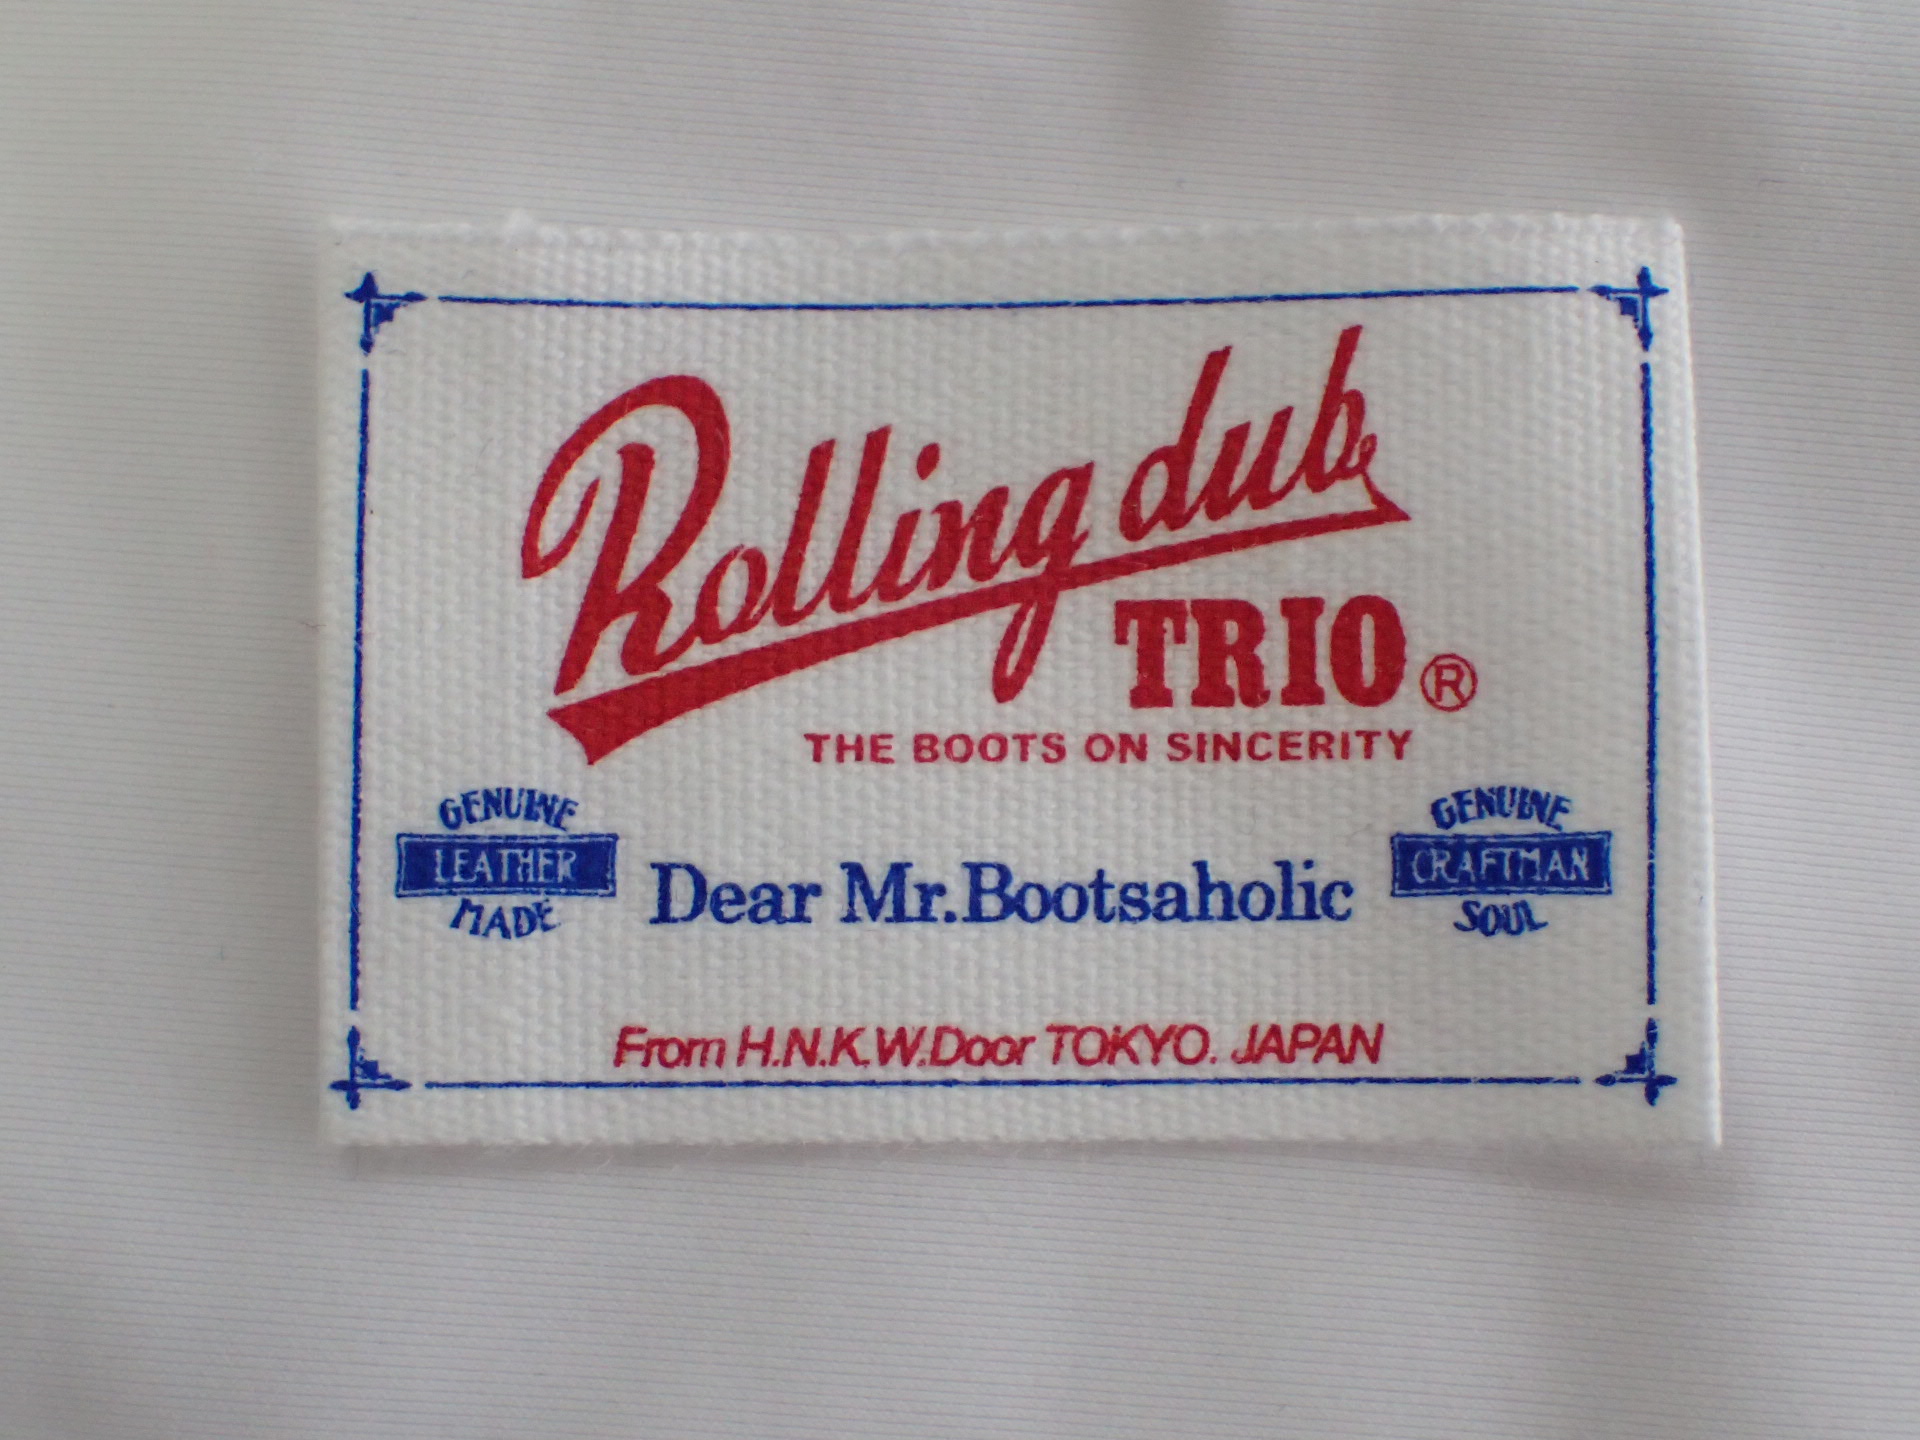 Rolling dub
TRIO®
THE BOOTS ON SINCERITY
GENUINE
LEATHER
MADE
Dear Mr.Bootsaholic
GENUINE
CRAFTMAN
SOUL
From H.N.K.W.Door TOKYO. JAPAN